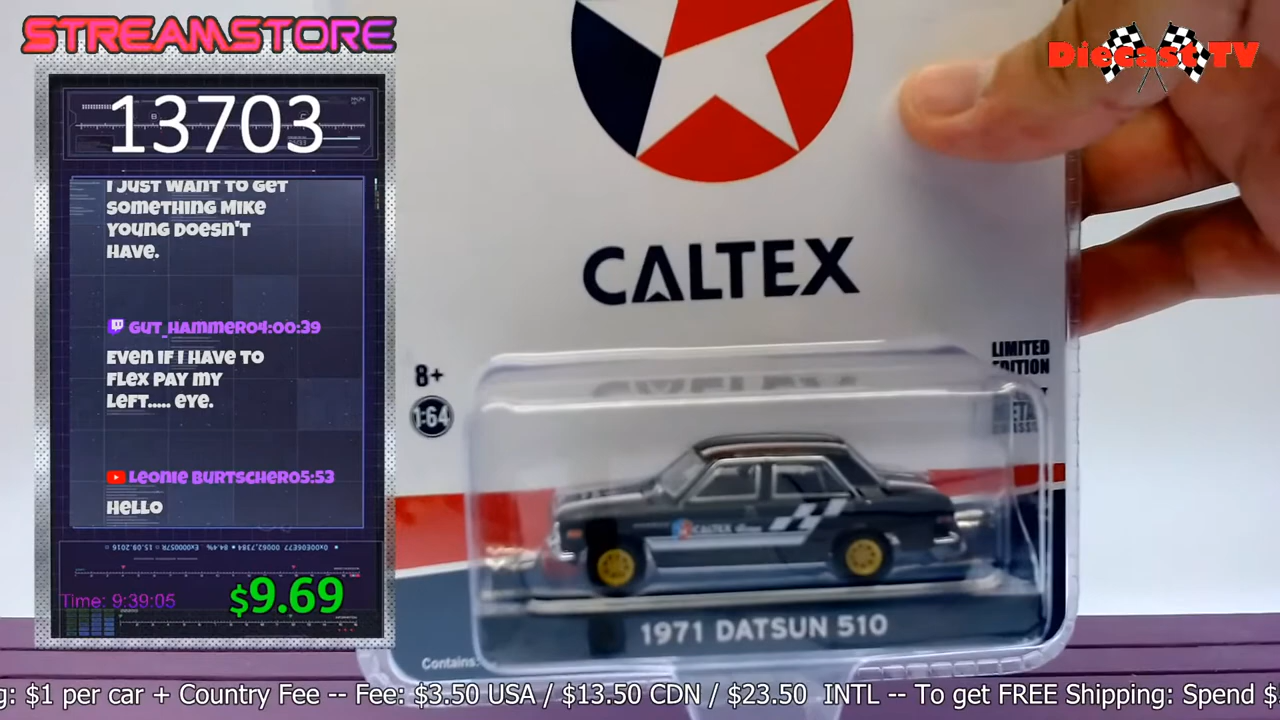 STREAMSTORE
Diecast TV
13703
I just want to get
something Mike
Young doesn't
have.
Gut_Hammer04:00:39
Even if I have to
flex pay my
left..... eye.
Leonie Burtscher05:53
Hello
Time: 9:39:05
$9.69
CALTEX
8+
1:64
LIMITED
EDITION
CALTEX
1971 DATSUN 510
Contains:
g: $1 per car + Country Fee -- Fee: $3.50 USA / $13.50 CDN / $23.50 INTL -- To get FREE Shipping: Spend $